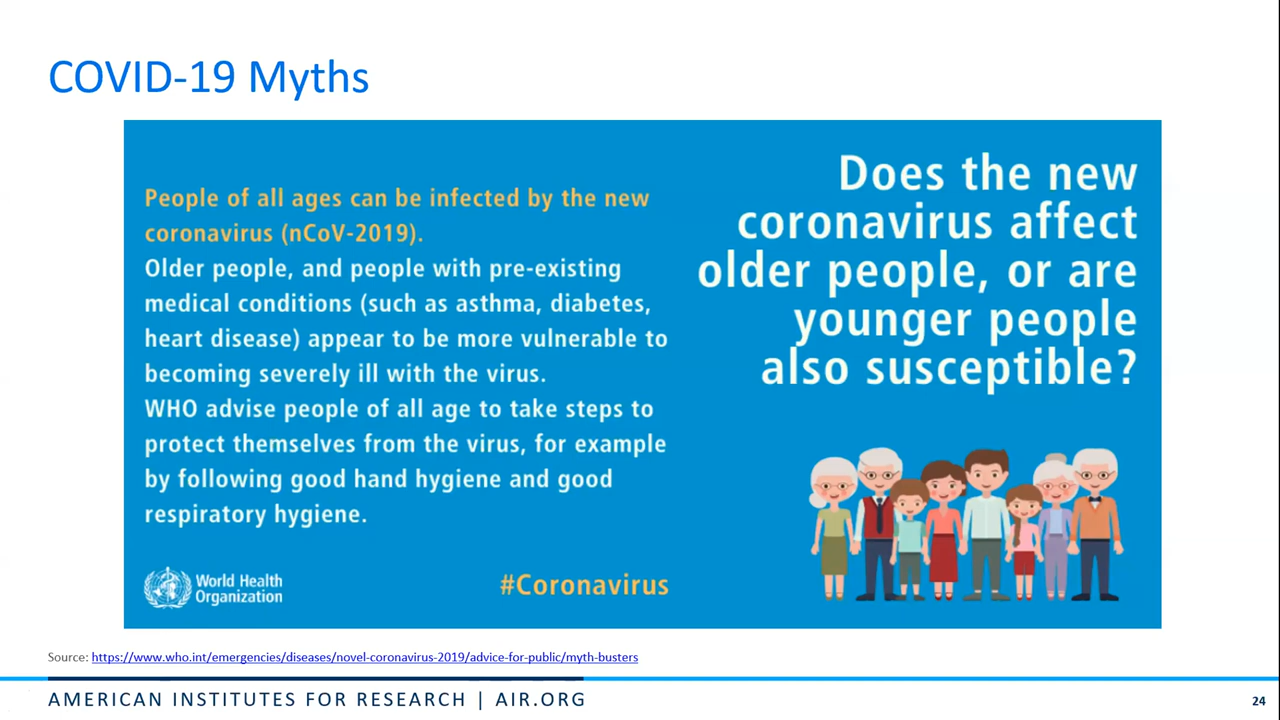 COVID-19 Myths
People of all ages can be infected by the new
coronavirus (nCoV-2019).
Older people, and people with pre-existing
medical conditions (such as asthma, diabetes,
heart disease) appear to be more vulnerable to
becoming severely ill with the virus.
WHO advise people of all age to take steps to
protect themselves from the virus, for example
by following good hand hygiene and good
respiratory hygiene.
World Health
Organization
#Coronavirus
Does the new
coronavirus affect
older people, or are
younger people
also susceptible?
Source: https://www.who.int/emergencies/diseases/novel-coronavirus-2019/advice-for-public/myth-busters
AMERICAN INSTITUTES FOR RESEARCH | AIR.ORG
24